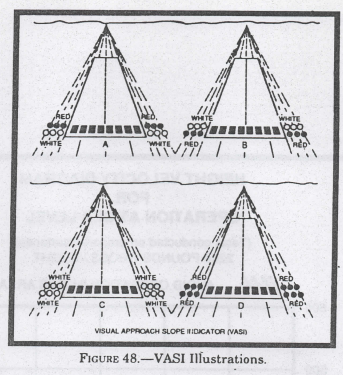 RED RED WHITE WHITE
WHITE WHITE RED RED
A B
WHITE WHITE RED RED
WHITE WHITE RED RED
C D
VISUAL APPROACH SLOPE INDICATOR (VASI)
FIGURE 48.—VASI Illustrations.